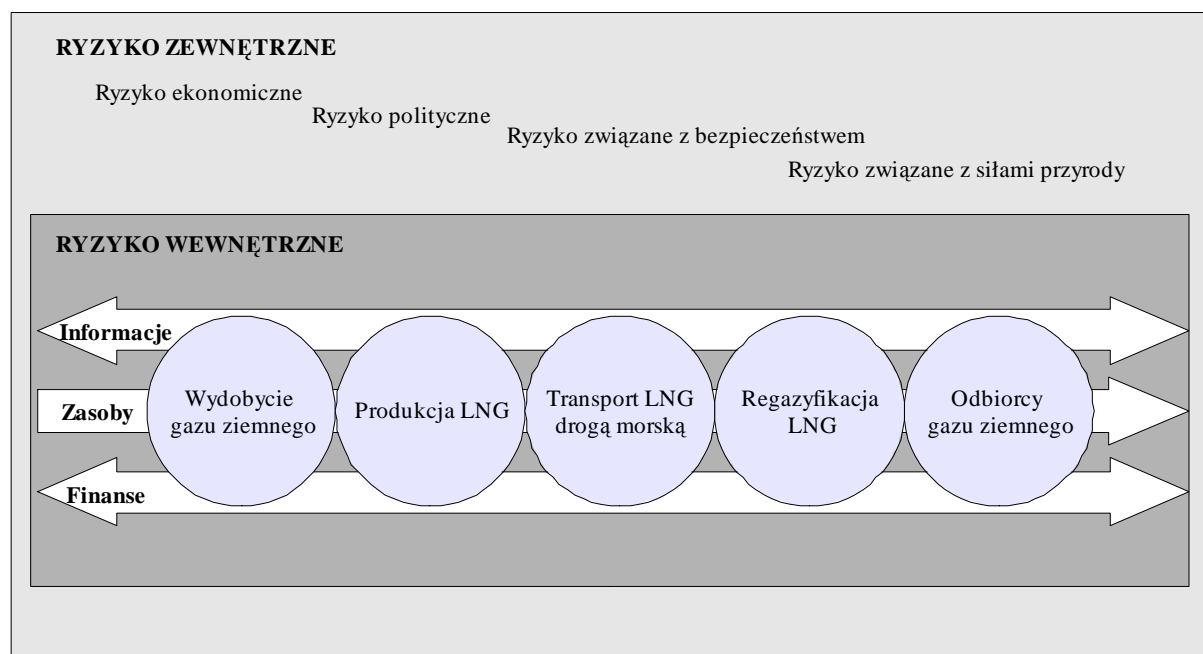 RYZYKO ZEWNĘTRZNE
Ryzyko ekonomiczne
Ryzyko polityczne
Ryzyko związane z bezpieczeństwem
Ryzyko związane z siłami przyrody
RYZYKO WEWNĘTRZNE
Informacje
Zasoby
Wydobycie
gazu ziemnego
Produkcja LNG
Transport LNG
drogą morską
Regazyfikacja
LNG
Odbiorcy
gazu ziemnego
Finanse